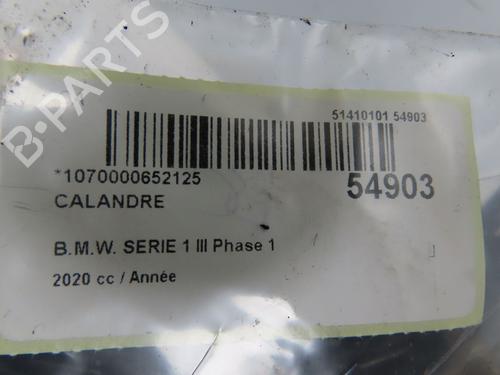 B-PARTS
51410101 54903
*1070000652125
54903
CALANDRE
B.M.W. SERIE 1 III Phase 1
2020 cc / Année